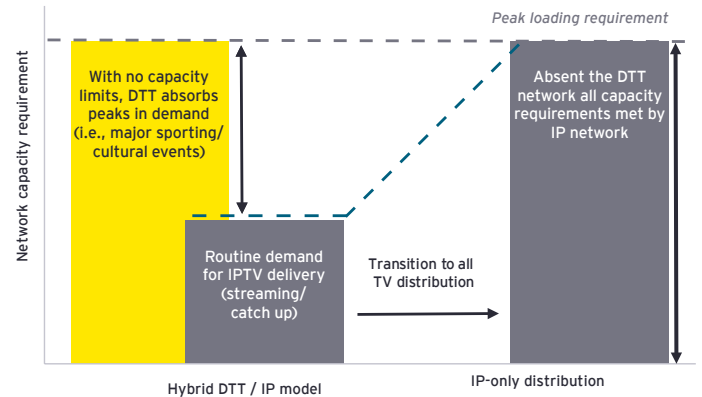 Peak loading requirement
Network capacity requirement
With no capacity
limits, DTT absorbs
peaks in demand
(i.e., major sporting/
cultural events)
Routine demand
for IPTV delivery
(streaming/
catch up)
Transition to all
TV distribution
Absent the DTT
network all capacity
requirements met by
IP network
Hybrid DTT / IP model
IP-only distribution